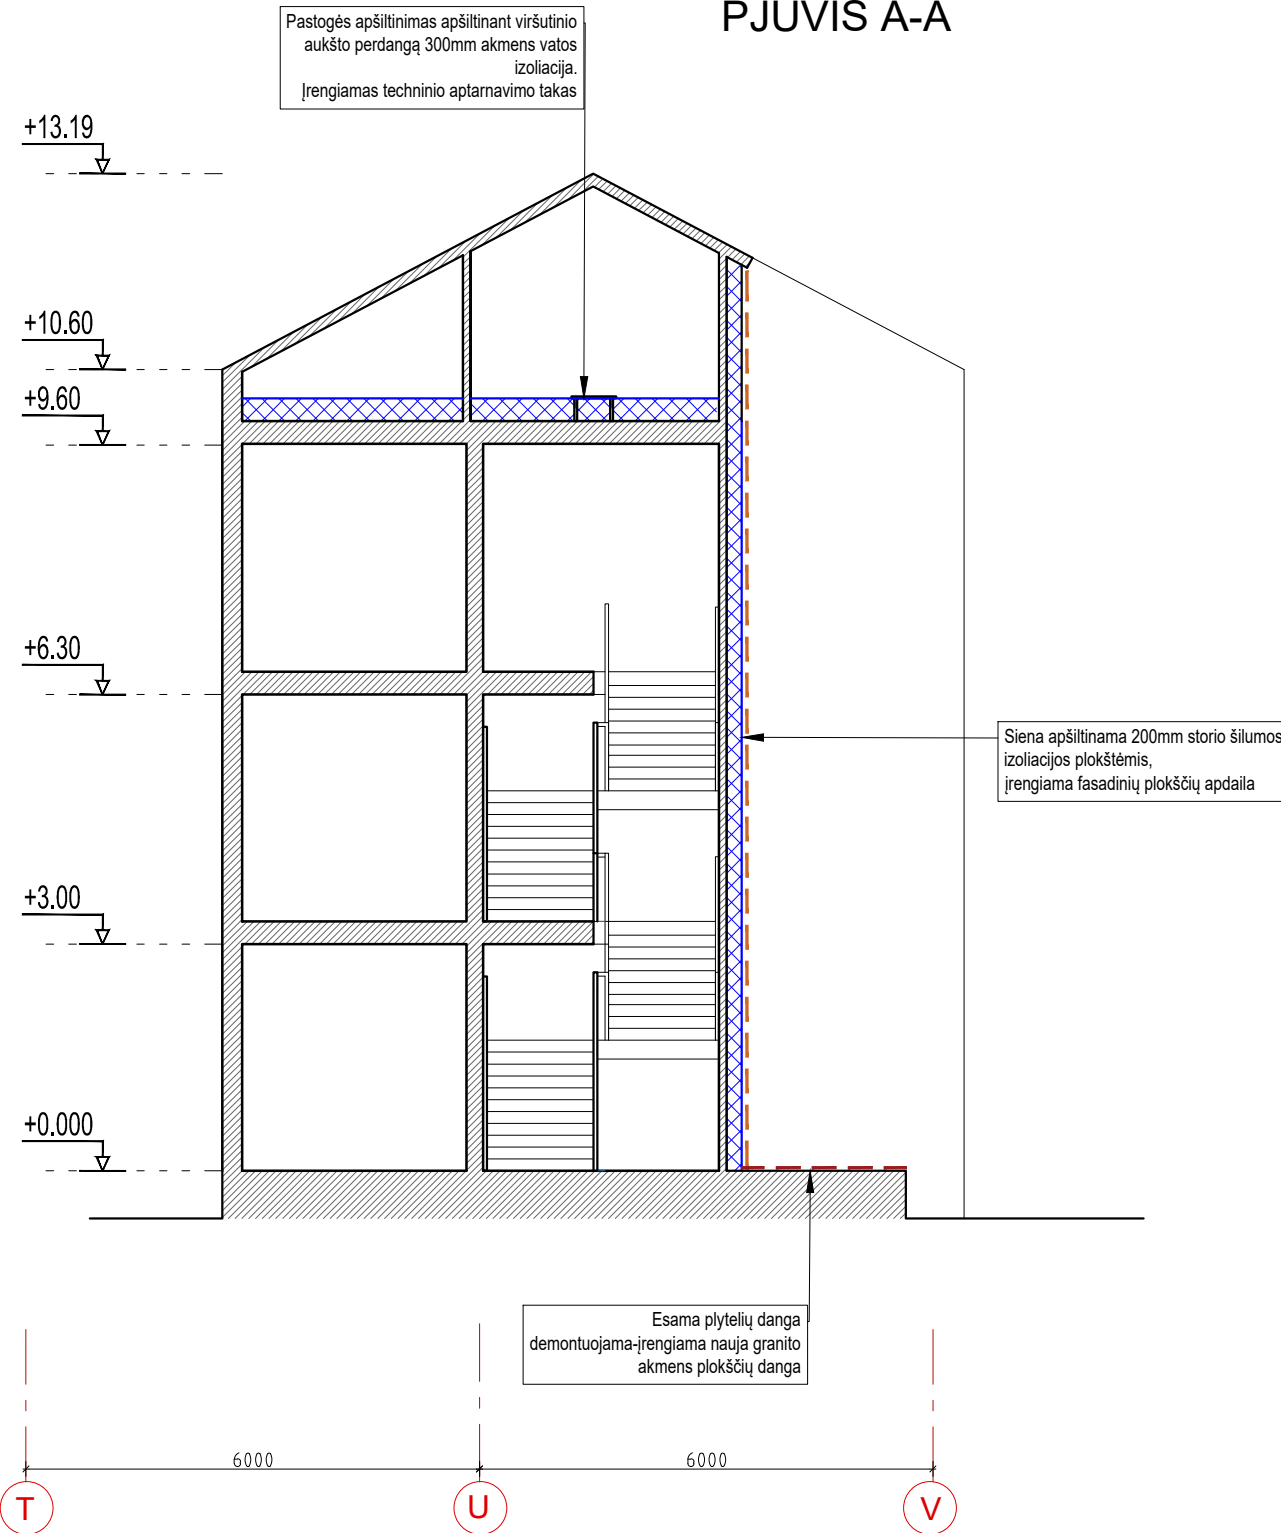 PJŪVIS A-A
Pastogės apšiltinimas apšiltinant viršutinio
aukšto perdangą 300mm akmens vatos
izoliacija.
Įrengiamas techninio aptarnavimo takas
+13.19
+10.60
+9.60
+6.30
Siena apšiltinama 200mm storio šilumos
izoliacijos plokštėmis,
įrengiama fasadinių plokščių apdaila
+3.00
+0.000
Esama plytelių danga
demontuojama-įrengiama nauja granito
akmens plokščių danga
6000
6000
T
U
V